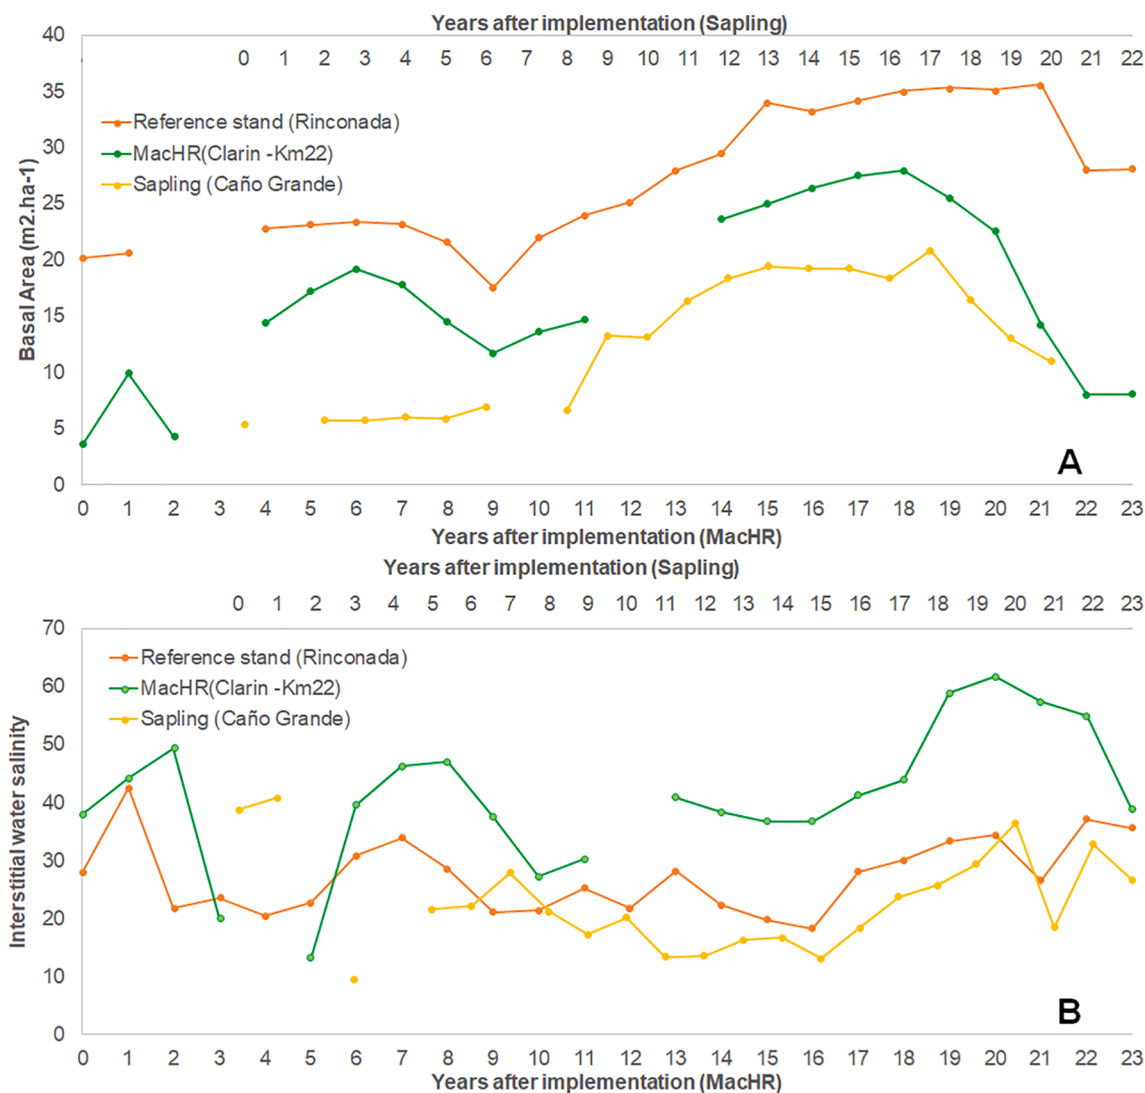 Years after implementation (Sapling)
40
0 1 2 3 4 5 6 7 8 9 10 11 12 13 14 15 16 17 18 19 20 22
35
30
25
20
15
10
5
0
Basal Area (m2.ha-1)
Reference stand (Rinconada)
MacHR(Clarin -Km22)
Sapling (Caño Grande)
A
0 1 2 3 4 5 6 7 8 9 10 11 12 13 14 15 16 17 18 19 20 21 22 23
Years after implementation (MacHR)
Years after implementation (Sapling)
0 1 2 3 4 5 6 7 8 9 10 11 12 13 14 15 16 17 18 19 20 21 22 23
70
60
50
40
30
20
10
0
Interstitial water salinity
Reference stand (Rinconada)
MacHR(Clarin -Km22)
Sapling (Caño Grande)
B
0 1 2 3 4 5 6 7 8 9 10 11 12 13 14 15 16 17 18 19 20 21 22 23
Years after implementation (MacHR)